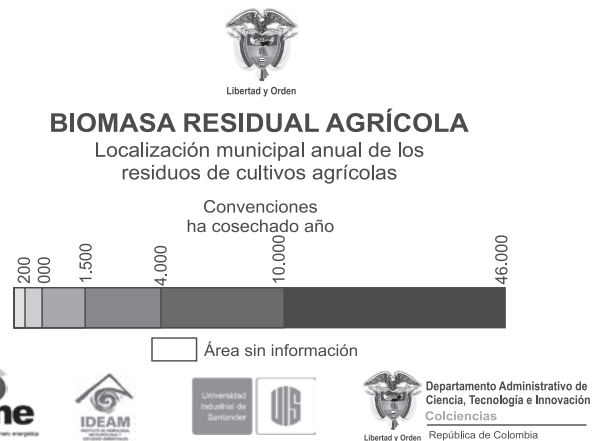 Libertad y Orden
BIOMASA RESIDUAL AGRÍCOLA
Localización municipal anual de los
residuos de cultivos agrícolas
Convenciones
ha cosechado año
200
000
1.500
4.000
10.000
46.000
Área sin información
me
IDEAM
Universidad
Industrial de
Santander
UIS
Libertad y Orden
Departamento Administrativo de
Ciencia, Tecnología e Innovación
Colciencias
República de Colombia